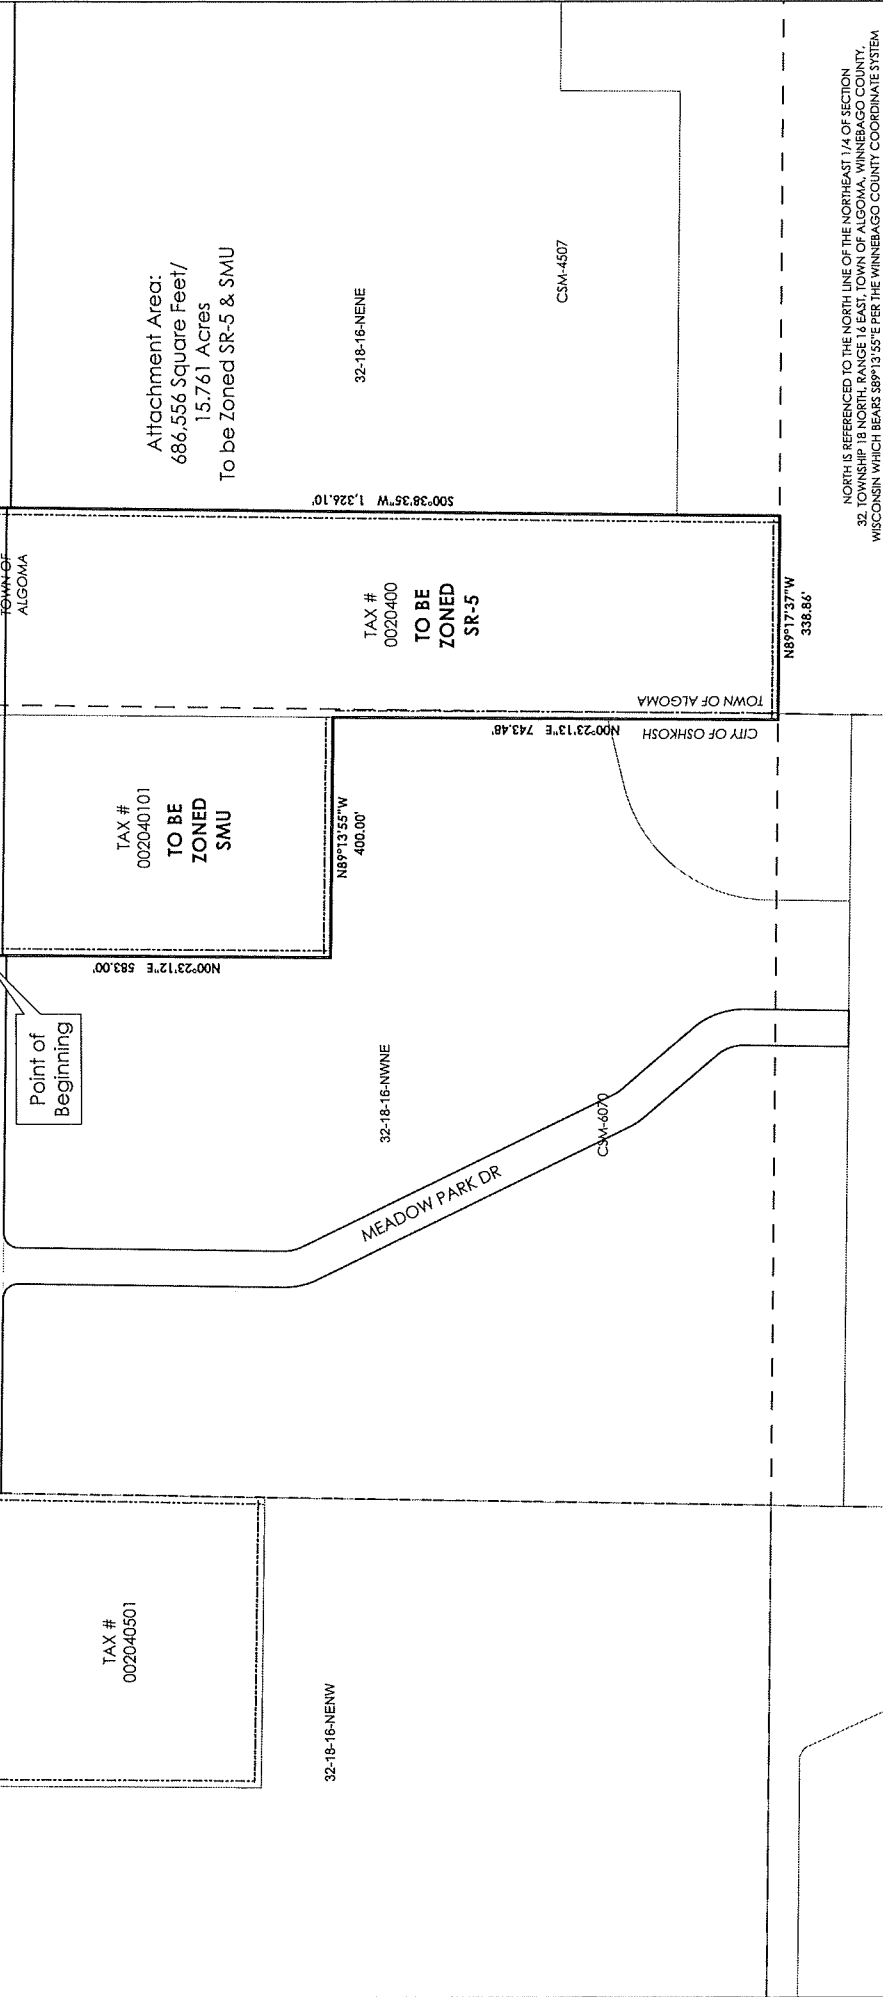 TOWN OF
ALGOMA
Attachment Area:
686,556 Square Feet/
15.761 Acres
To be Zoned SR-5 & SMU
32-18-16-NENE
CSM-4507
S00°38'35"W 1,326.10'
TAX #
0020400
TO BE
ZONED
SR-5
N89°17'37"W
338.86'
TOWN OF ALGOMA
CITY OF OSHKOSH
N00°23'13"E 743.48'
TAX #
002040101
TO BE
ZONED
SMU
N89°13'55"W
400.00'
N00°23'12"E 583.00'
Point of
Beginning
32-18-16-NWNE
CSM-6070
MEADOW PARK DR
TAX #
002040501
32-18-16-NENW
NORTH IS REFERENCED TO THE NORTH LINE OF THE NORTHEAST 1/4 OF SECTION
32, TOWNSHIP 18 NORTH, RANGE 16 EAST, TOWN OF ALGOMA, WINNEBAGO COUNTY,
WISCONSIN WHICH BEARS S89°13'55"E PER THE WINNEBAGO COUNTY COORDINATE SYSTEM